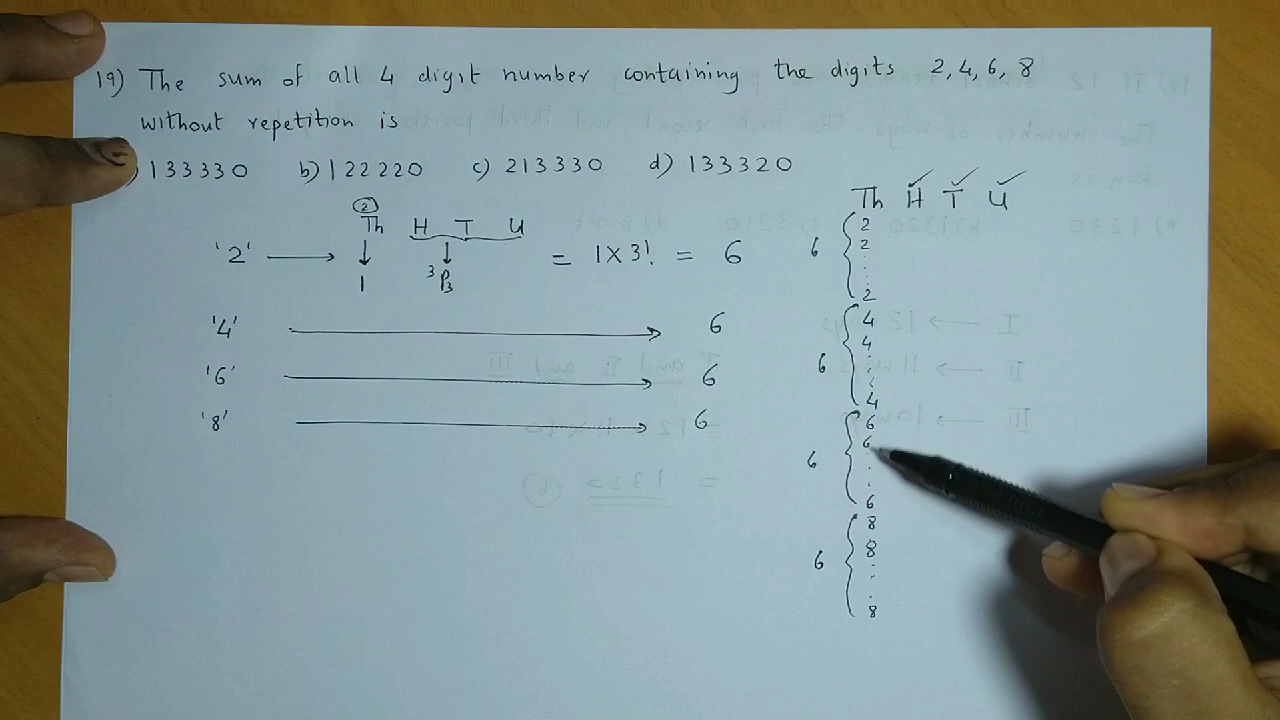 19) The sum of all 4 digit number containing the digits 2, 4, 6, 8
without repetition is
) 133330 b) 122220 c) 213330 d) 133320
Th H T U
2
Th H T U
'2' → = 1 × 3! = 6
1 ³P₃
'4' → 6
'6' → 6
'8' → 6
6 { 2
2
.
.
2
6 { 4
4
.
.
4
6 { 6
6
.
.
6
6 { 8
8
.
.
8